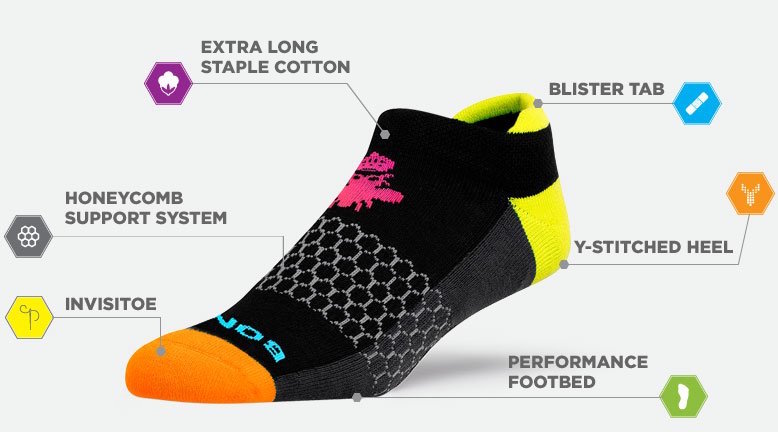 EXTRA LONG
STAPLE COTTON
BLISTER TAB
HONEYCOMB
SUPPORT SYSTEM
Y-STITCHED HEEL
INVISITOE
PERFORMANCE
FOOTBED